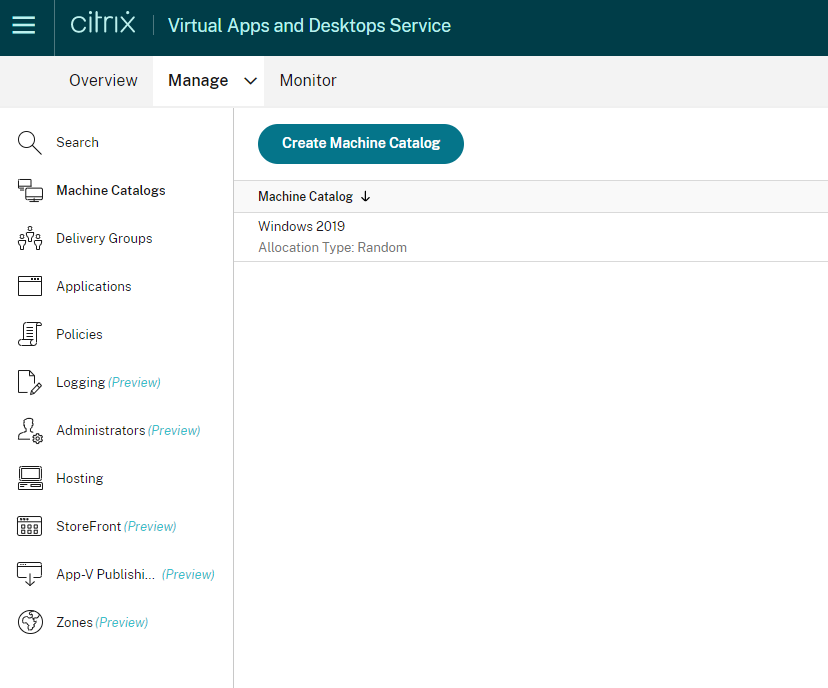 citrix
Virtual Apps and Desktops Service
Overview
Manage
Monitor
Search
Machine Catalogs
Delivery Groups
Applications
Policies
Logging (Preview)
Administrators (Preview)
Hosting
StoreFront (Preview)
App-V Publishi... (Preview)
Zones (Preview)
Create Machine Catalog
Machine Catalog ↓
Windows 2019
Allocation Type: Random